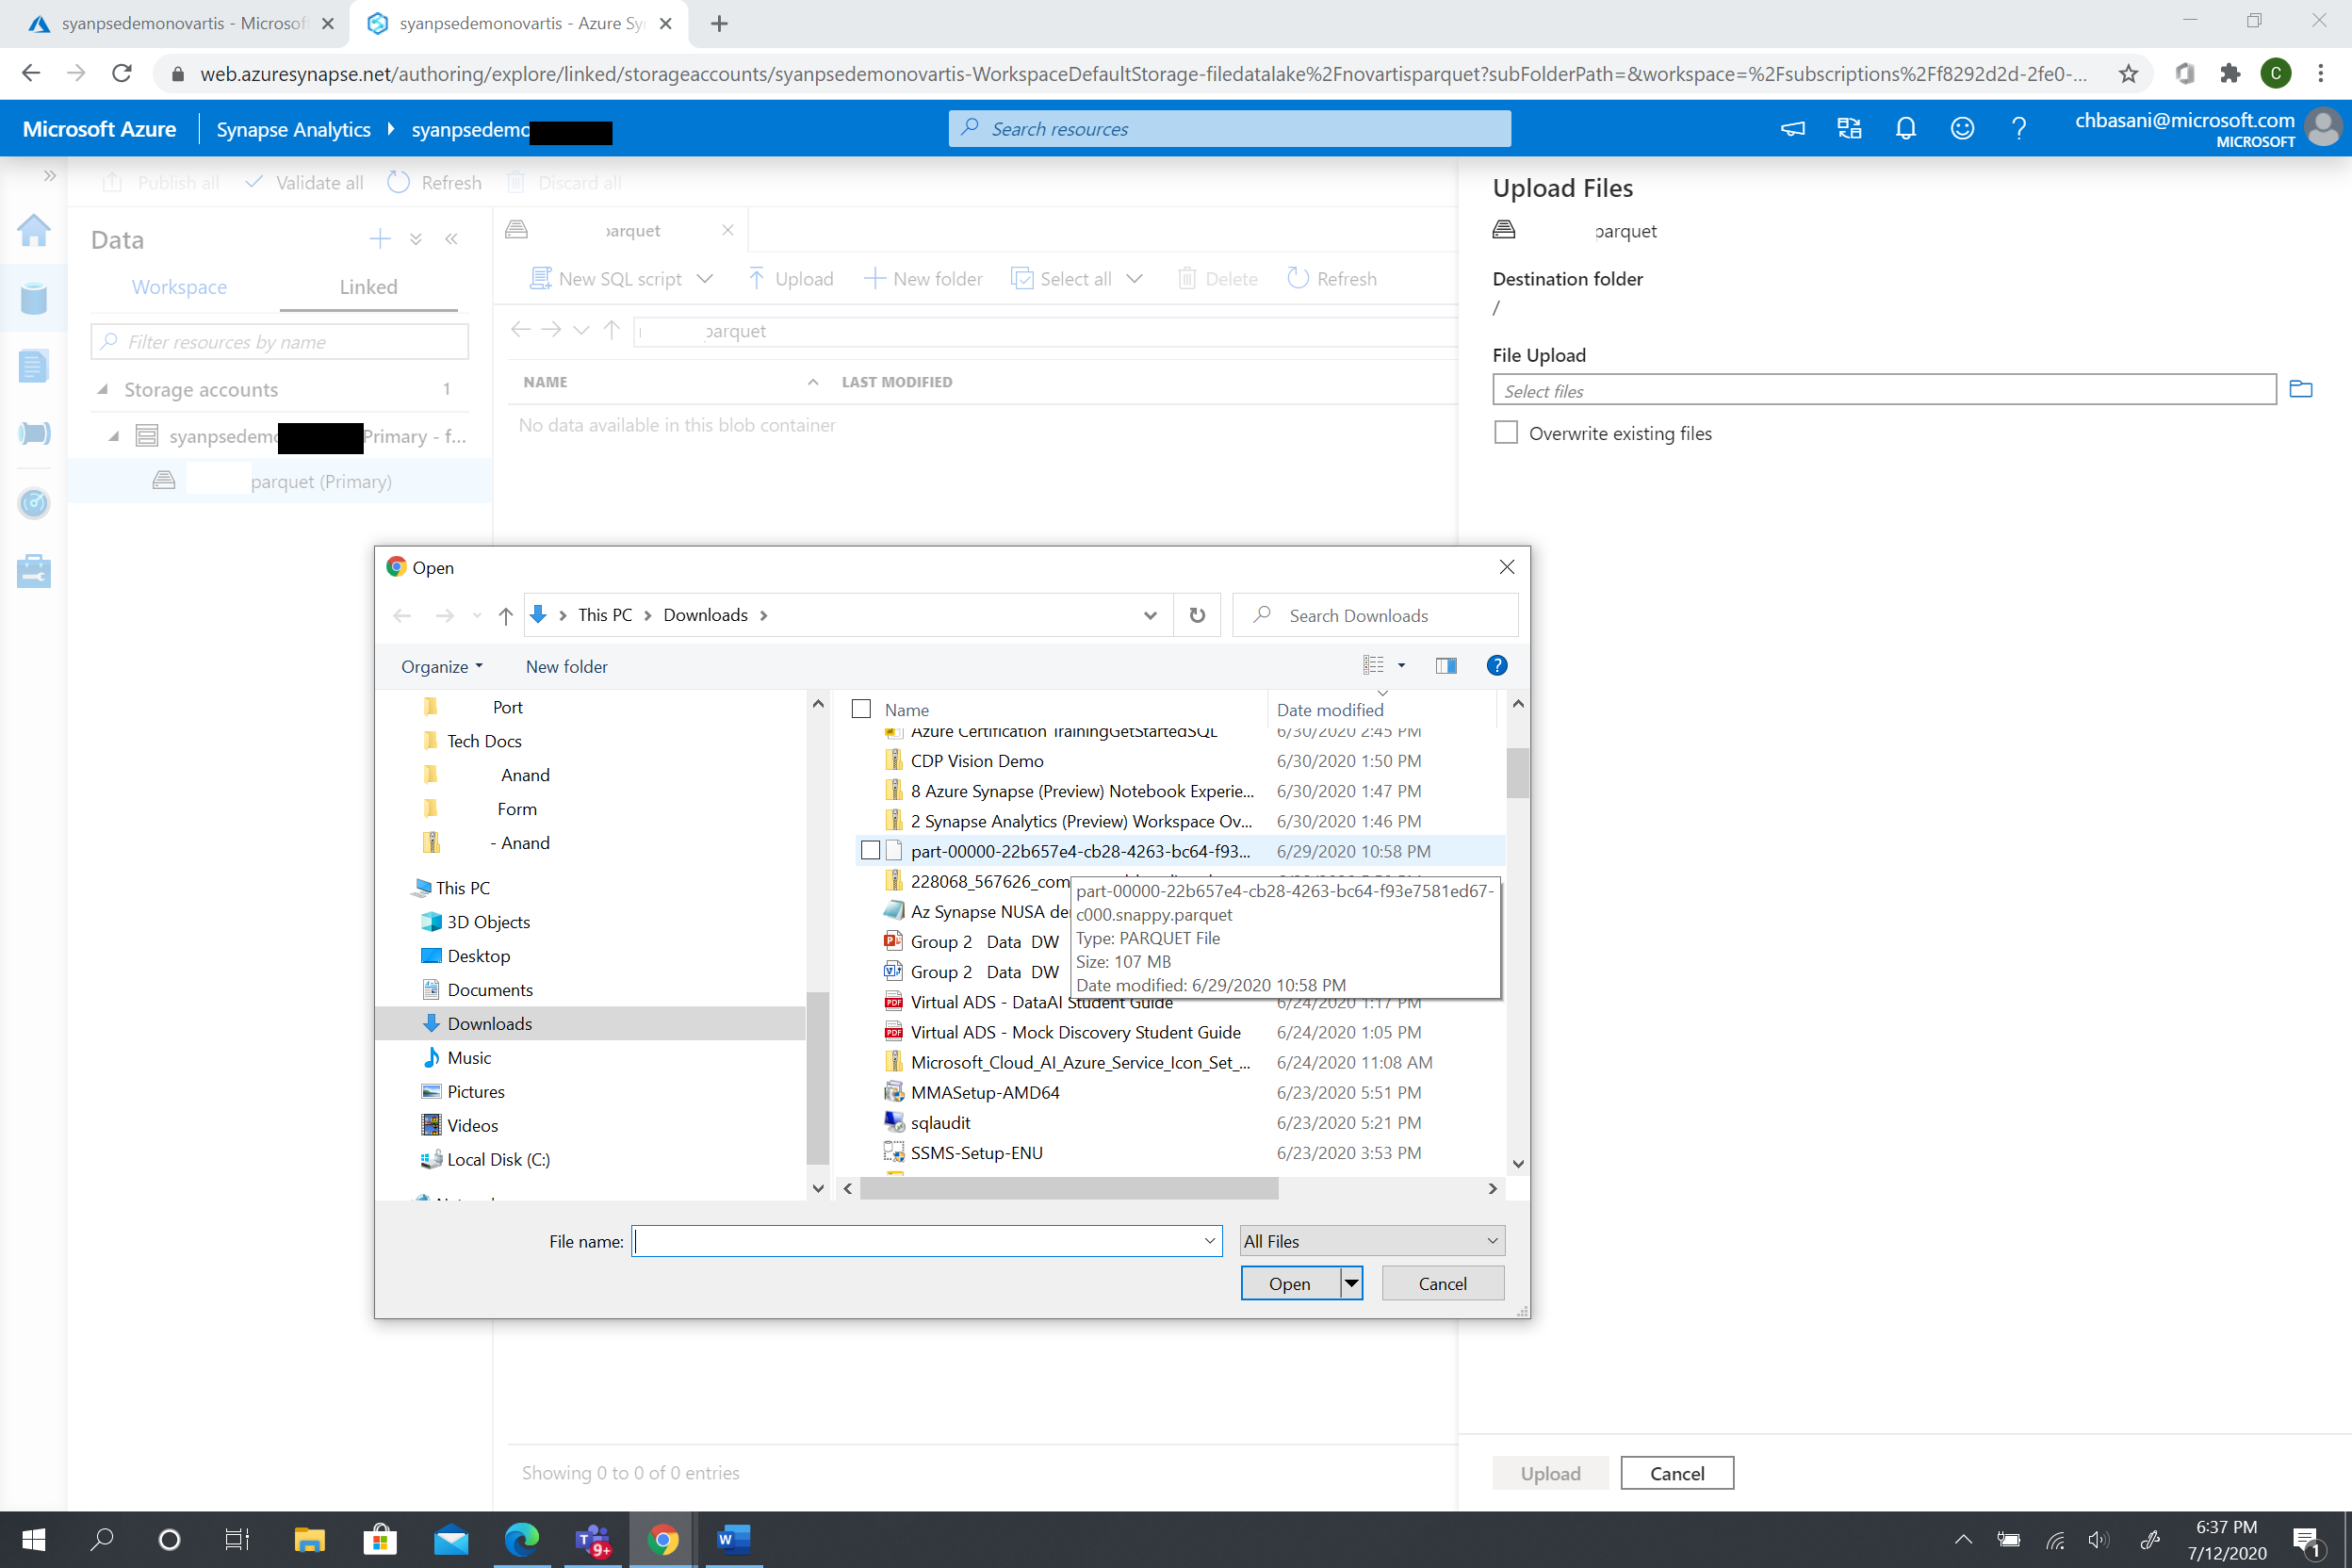 syanpsedemonovartis - Microsof
syanpsedemonovartis - Azure Sy
web.azuresynapse.net/authoring/explore/linked/storageaccounts/syanpsedemonovartis-WorkspaceDefaultStorage-filedatalake%2Fnovartisparquet?subFolderPath=&workspace=%2Fsubscriptions%2Ff8292d2d-2fe0-...
C
Microsoft Azure
Synapse Analytics
syanpsedemo
Search resources
chbasani@microsoft.com
MICROSOFT
Publish all
Validate all
Refresh
Discard all
Data
Workspace
Linked
Filter resources by name
Storage accounts 1
syanpsedemo Primary - f...
parquet (Primary)
parquet
New SQL script
Upload
New folder
Select all
Delete
Refresh
parquet
NAME LAST MODIFIED
No data available in this blob container
Showing 0 to 0 of 0 entries
Upload Files
parquet
Destination folder
/
File Upload
Select files
Overwrite existing files
Upload
Cancel
Open
This PC > Downloads >
Search Downloads
Organize
New folder
Port
Tech Docs
Anand
Form
- Anand
This PC
3D Objects
Desktop
Documents
Downloads
Music
Pictures
Videos
Local Disk (C:)
Name Date modified
Azure Certification TrainingGetStartedSQL 6/30/2020 2:45 PM
CDP Vision Demo 6/30/2020 1:50 PM
8 Azure Synapse (Preview) Notebook Experie... 6/30/2020 1:47 PM
2 Synapse Analytics (Preview) Workspace Ov... 6/30/2020 1:46 PM
part-00000-22b657e4-cb28-4263-bc64-f93... 6/29/2020 10:58 PM
228068_567626_com
Az Synapse NUSA de
Group 2 Data DW
Group 2 Data DW
part-00000-22b657e4-cb28-4263-bc64-f93e7581ed67-
c000.snappy.parquet
Type: PARQUET File
Size: 107 MB
Date modified: 6/29/2020 10:58 PM
Virtual ADS - DataAI Student Guide 6/24/2020 1:17 PM
Virtual ADS - Mock Discovery Student Guide 6/24/2020 1:05 PM
Microsoft_Cloud_AI_Azure_Service_Icon_Set_... 6/24/2020 11:08 AM
MMASetup-AMD64 6/23/2020 5:51 PM
sqlaudit 6/23/2020 5:21 PM
SSMS-Setup-ENU 6/23/2020 3:53 PM
File name:
All Files
Open
Cancel
9+
6:37 PM
7/12/2020
1